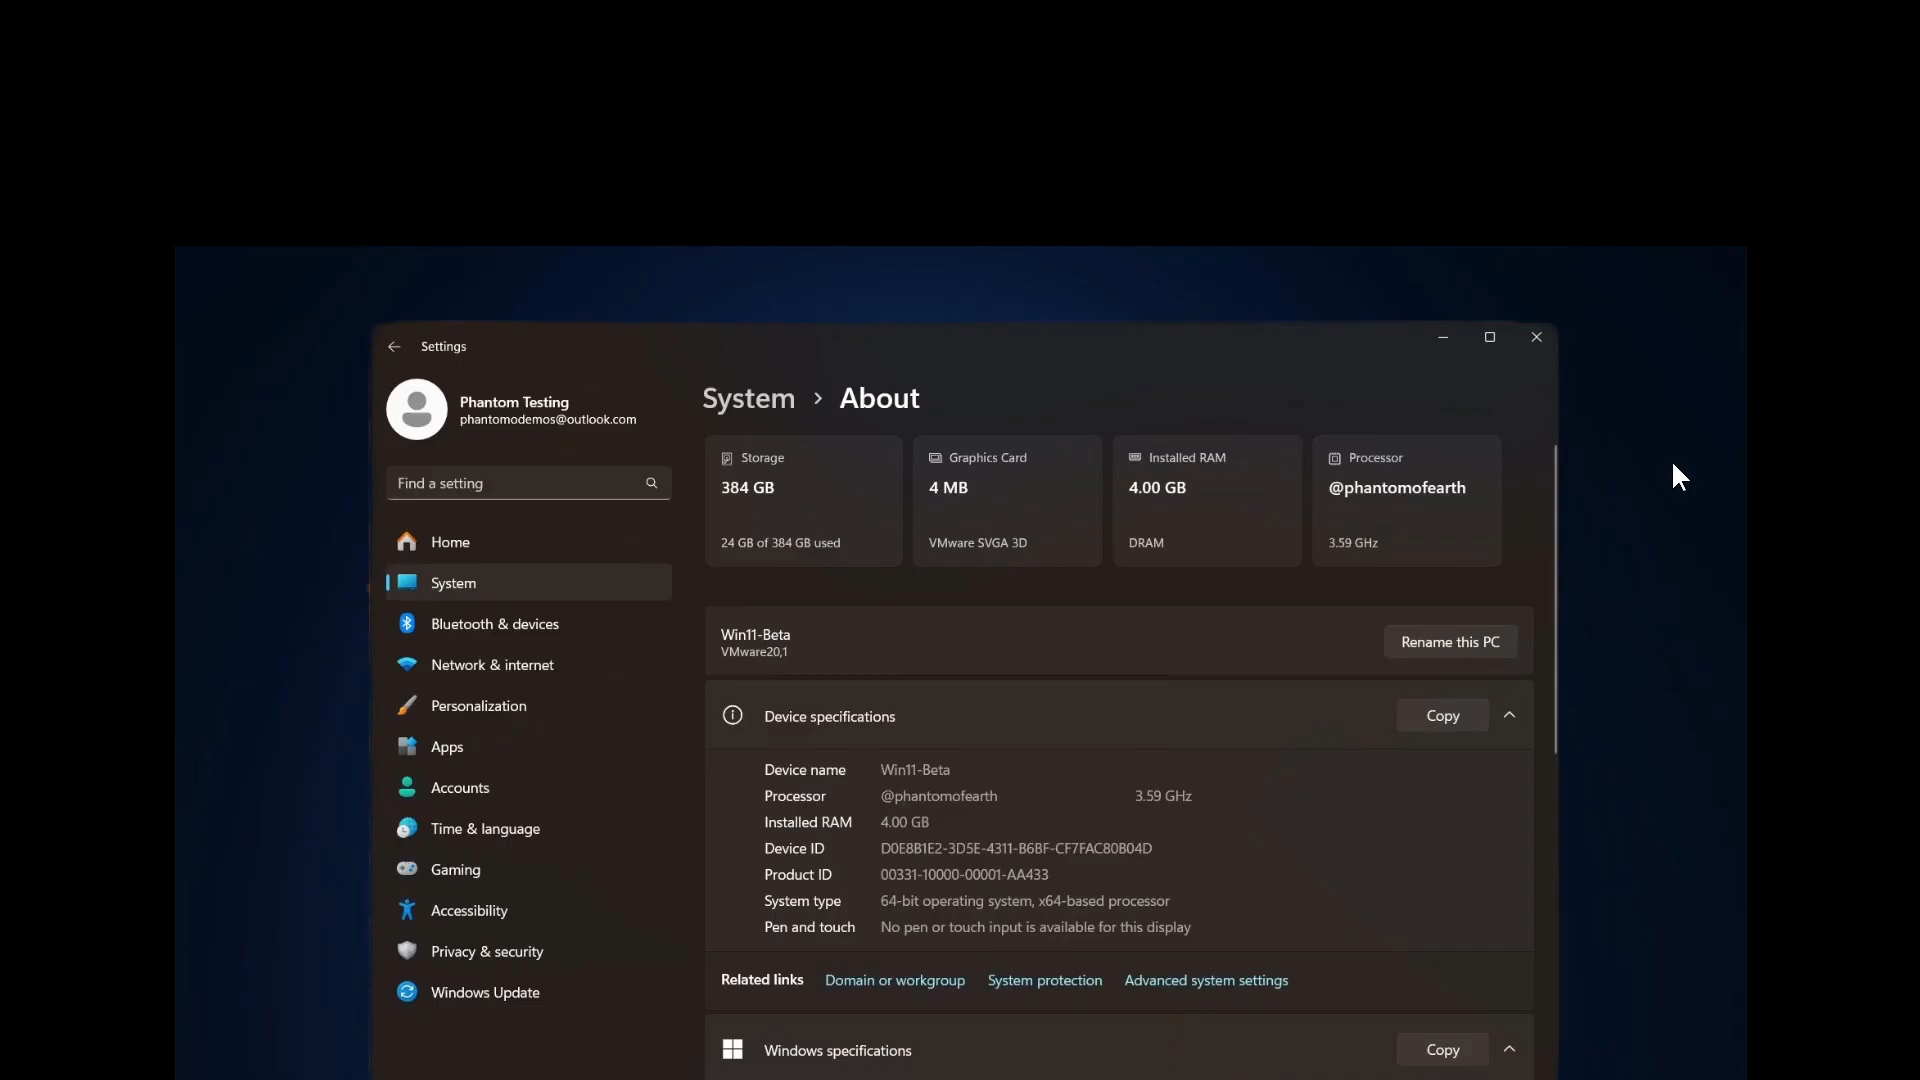 Settings
Phantom Testing
phantomodemos@outlook.com
Find a setting
Home
System
Bluetooth & devices
Network & internet
Personalization
Apps
Accounts
Time & language
Gaming
Accessibility
Privacy & security
Windows Update
System › About
Storage
384 GB
24 GB of 384 GB used
Graphics Card
4 MB
VMware SVGA 3D
Installed RAM
4.00 GB
DRAM
Processor
@phantomofearth
3.59 GHz
Win11-Beta
VMware20,1
Rename this PC
Device specifications
Copy
Device name Win11-Beta
Processor @phantomofearth 3.59 GHz
Installed RAM 4.00 GB
Device ID D0E8B1E2-3D5E-4311-B6BF-CF7FAC80B04D
Product ID 00331-10000-00001-AA433
System type 64-bit operating system, x64-based processor
Pen and touch No pen or touch input is available for this display
Related links Domain or workgroup System protection Advanced system settings
Windows specifications
Copy